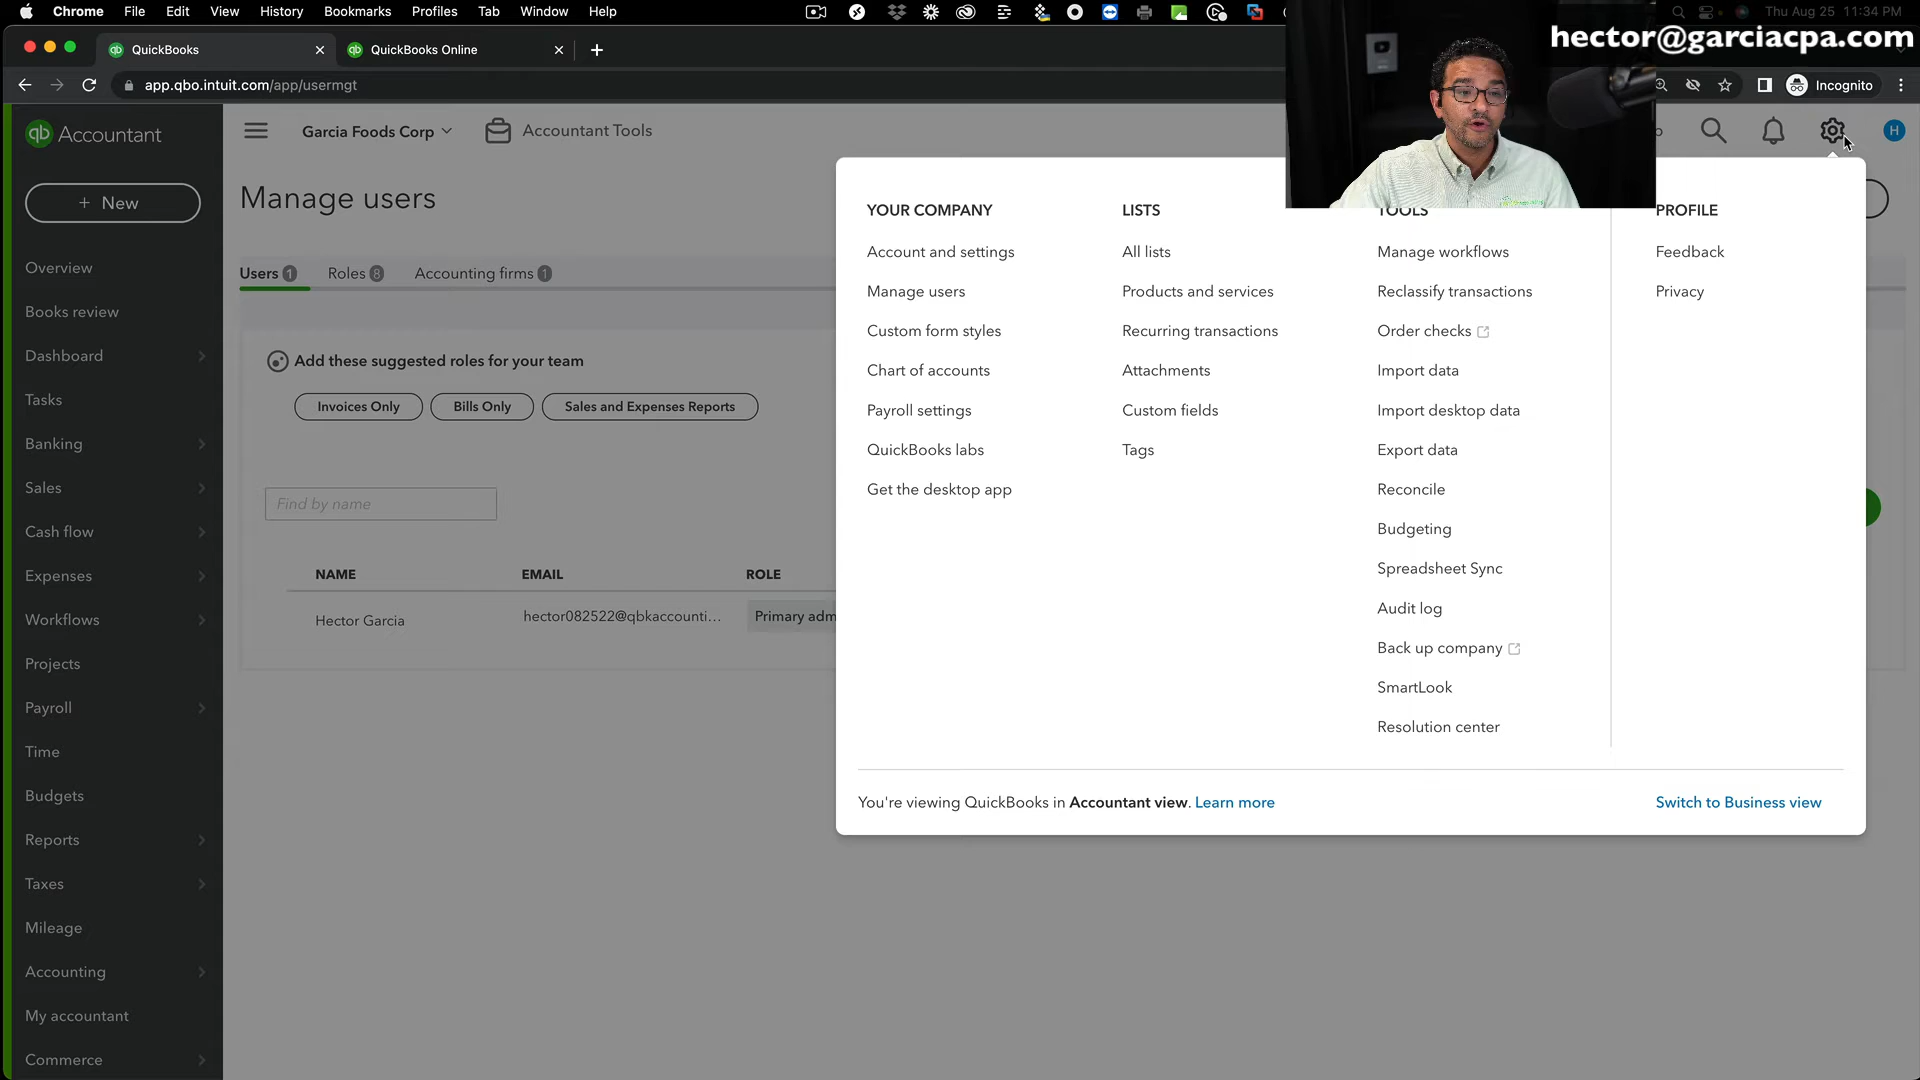 Chrome File Edit View History Bookmarks Profiles Tab Window Help
Thu Aug 25 11:34 PM
hector@garciacpa.com
QuickBooks
QuickBooks Online
app.qbo.intuit.com/app/usermgt
Incognito
qb Accountant
Garcia Foods Corp
Accountant Tools
H
+ New
Manage users
Overview
Books review
Dashboard
Tasks
Banking
Sales
Cash flow
Expenses
Workflows
Projects
Payroll
Time
Budgets
Reports
Taxes
Mileage
Accounting
My accountant
Commerce
Users 1
Roles 8
Accounting firms 1
Add these suggested roles for your team
Invoices Only
Bills Only
Sales and Expenses Reports
Find by name
NAME EMAIL ROLE
Hector Garcia hector082522@qbkaccounti... Primary adm
YOUR COMPANY
Account and settings
Manage users
Custom form styles
Chart of accounts
Payroll settings
QuickBooks labs
Get the desktop app
LISTS
All lists
Products and services
Recurring transactions
Attachments
Custom fields
Tags
TOOLS
Manage workflows
Reclassify transactions
Order checks
Import data
Import desktop data
Export data
Reconcile
Budgeting
Spreadsheet Sync
Audit log
Back up company
SmartLook
Resolution center
PROFILE
Feedback
Privacy
You're viewing QuickBooks in Accountant view. Learn more
Switch to Business view